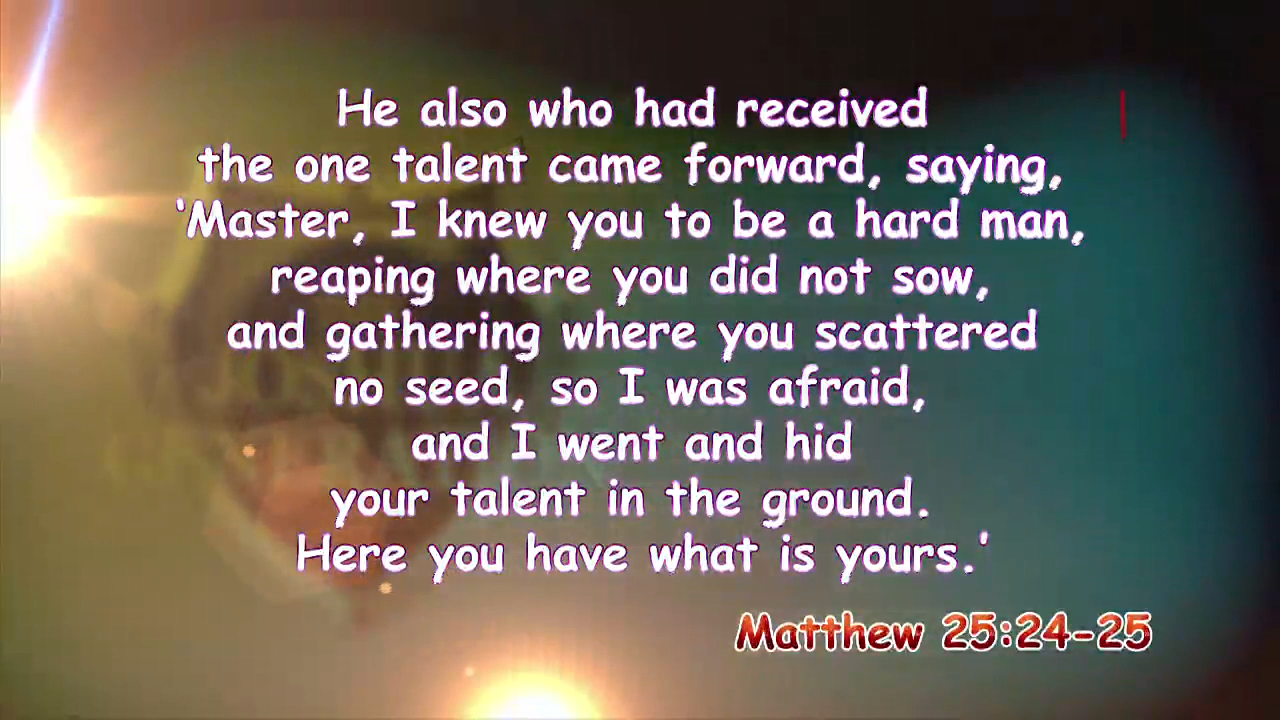 He also who had received
the one talent came forward, saying,
‘Master, I knew you to be a hard man,
reaping where you did not sow,
and gathering where you scattered
no seed, so I was afraid,
and I went and hid
your talent in the ground.
Here you have what is yours.’
Matthew 25:24-25